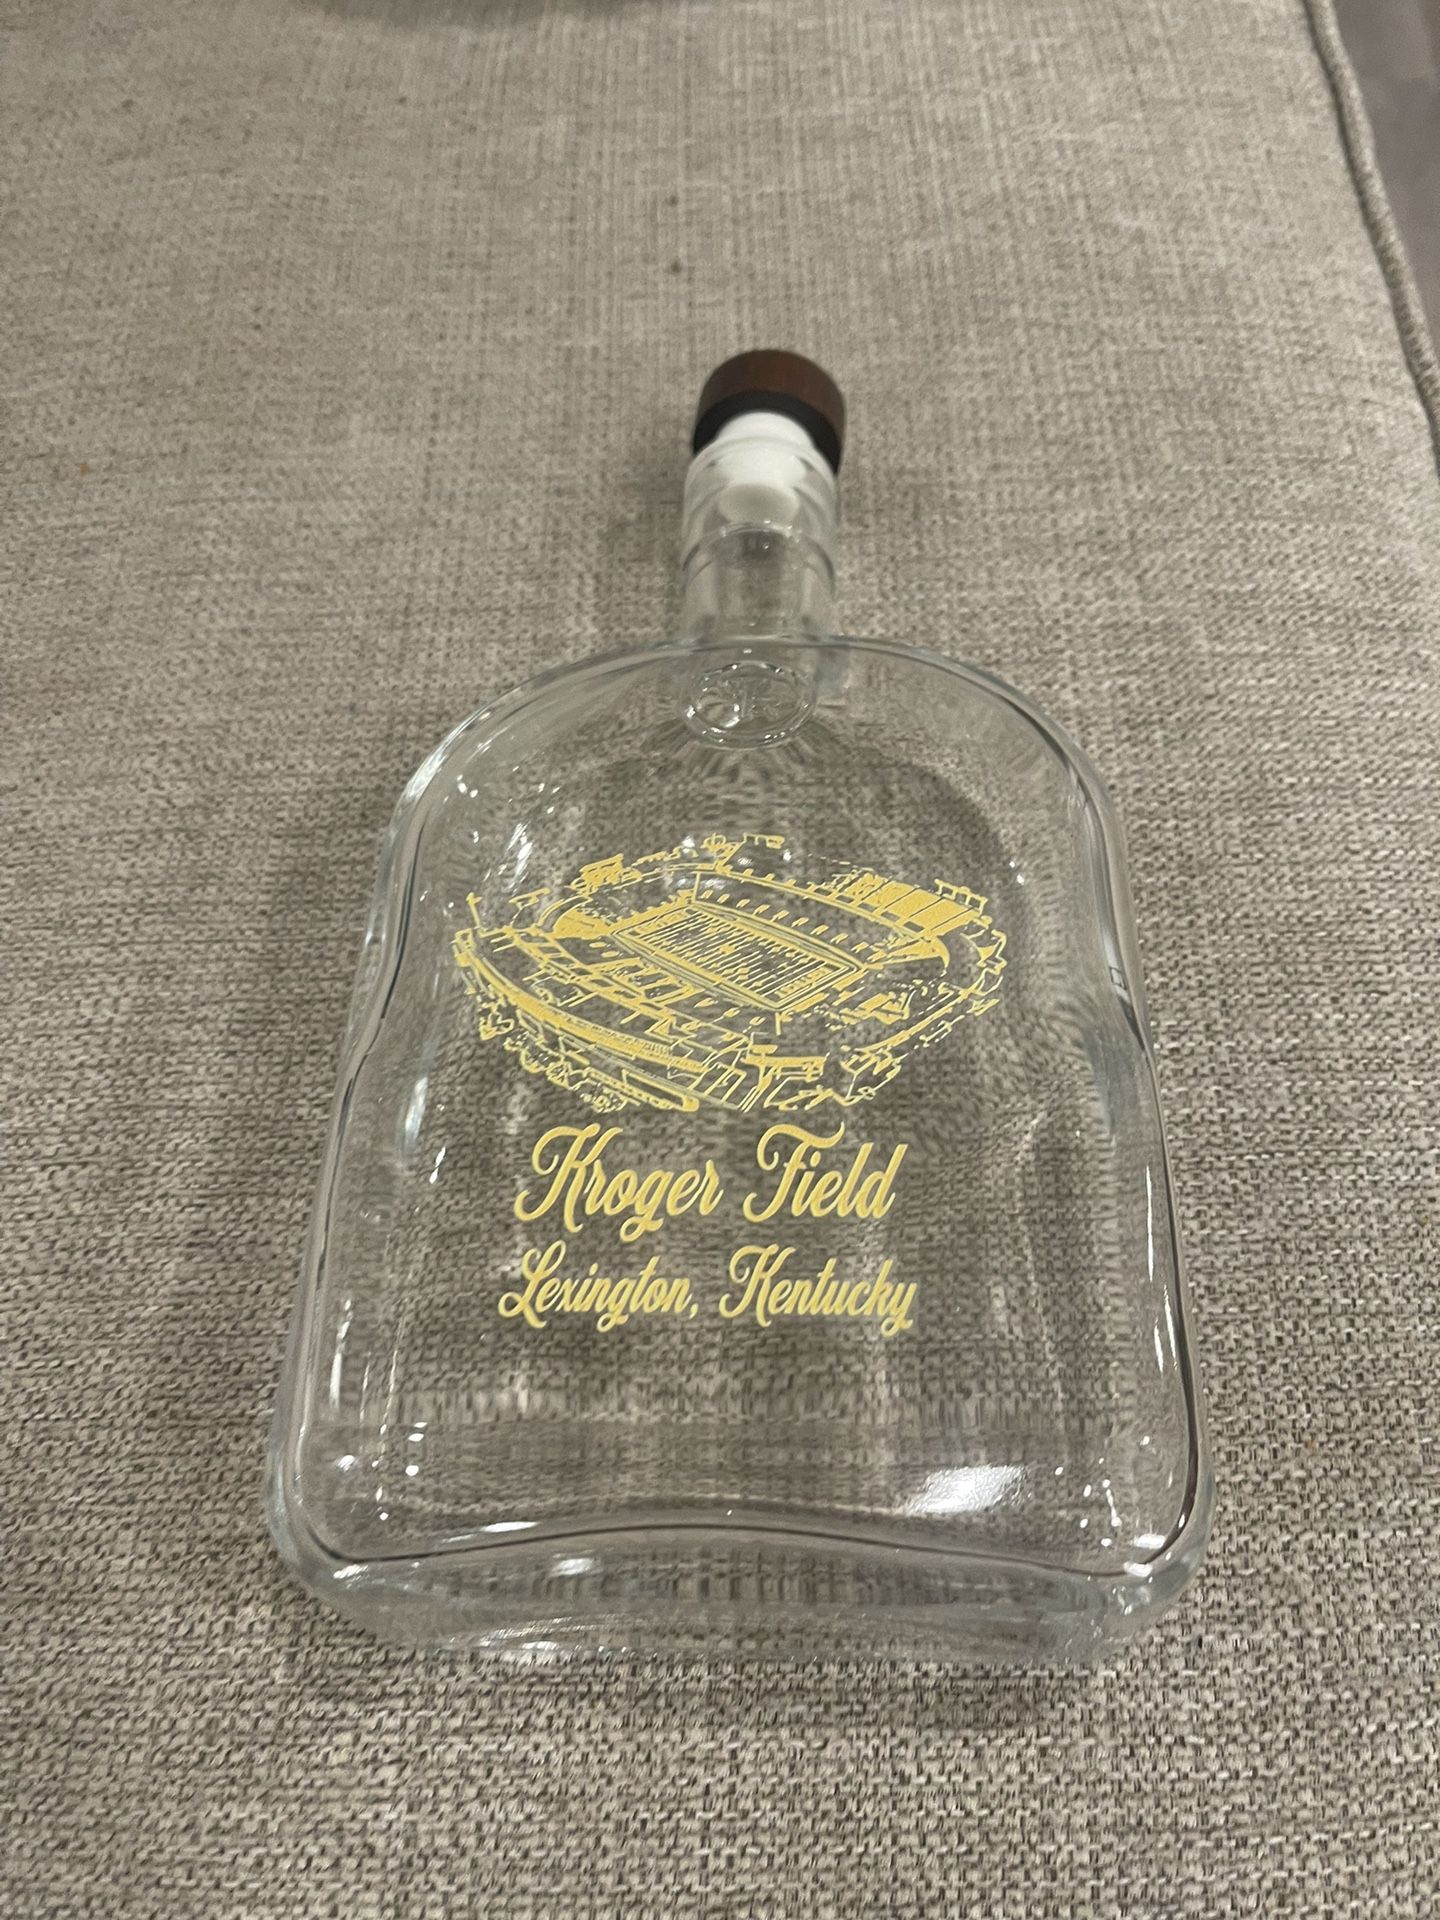 Kroger Field
Lexington, Kentucky